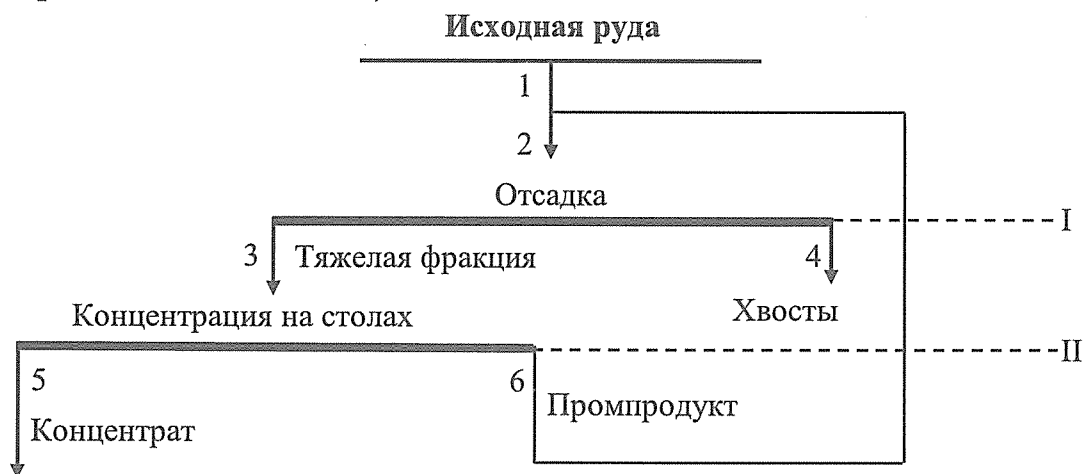 Исходная руда
1
2
Отсадка
I
3 Тяжелая фракция 4
Концентрация на столах Хвосты
II
5 6
Промпродукт
Концентрат